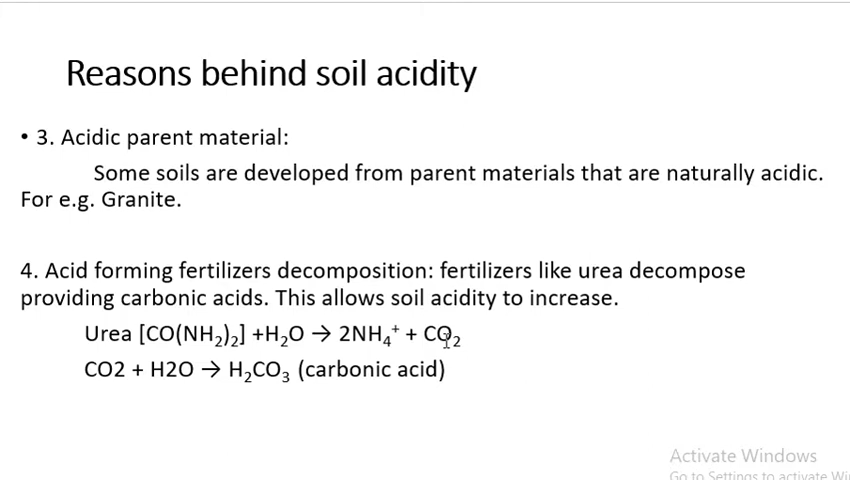 Reasons behind soil acidity
• 3. Acidic parent material:
Some soils are developed from parent materials that are naturally acidic.
For e.g. Granite.
4. Acid forming fertilizers decomposition: fertilizers like urea decompose
providing carbonic acids. This allows soil acidity to increase.
Urea [CO(NH₂)₂] +H₂O → 2NH₄⁺ + CO₂
CO2 + H2O → H₂CO₃ (carbonic acid)
Activate Windows
Go to Settings to activate